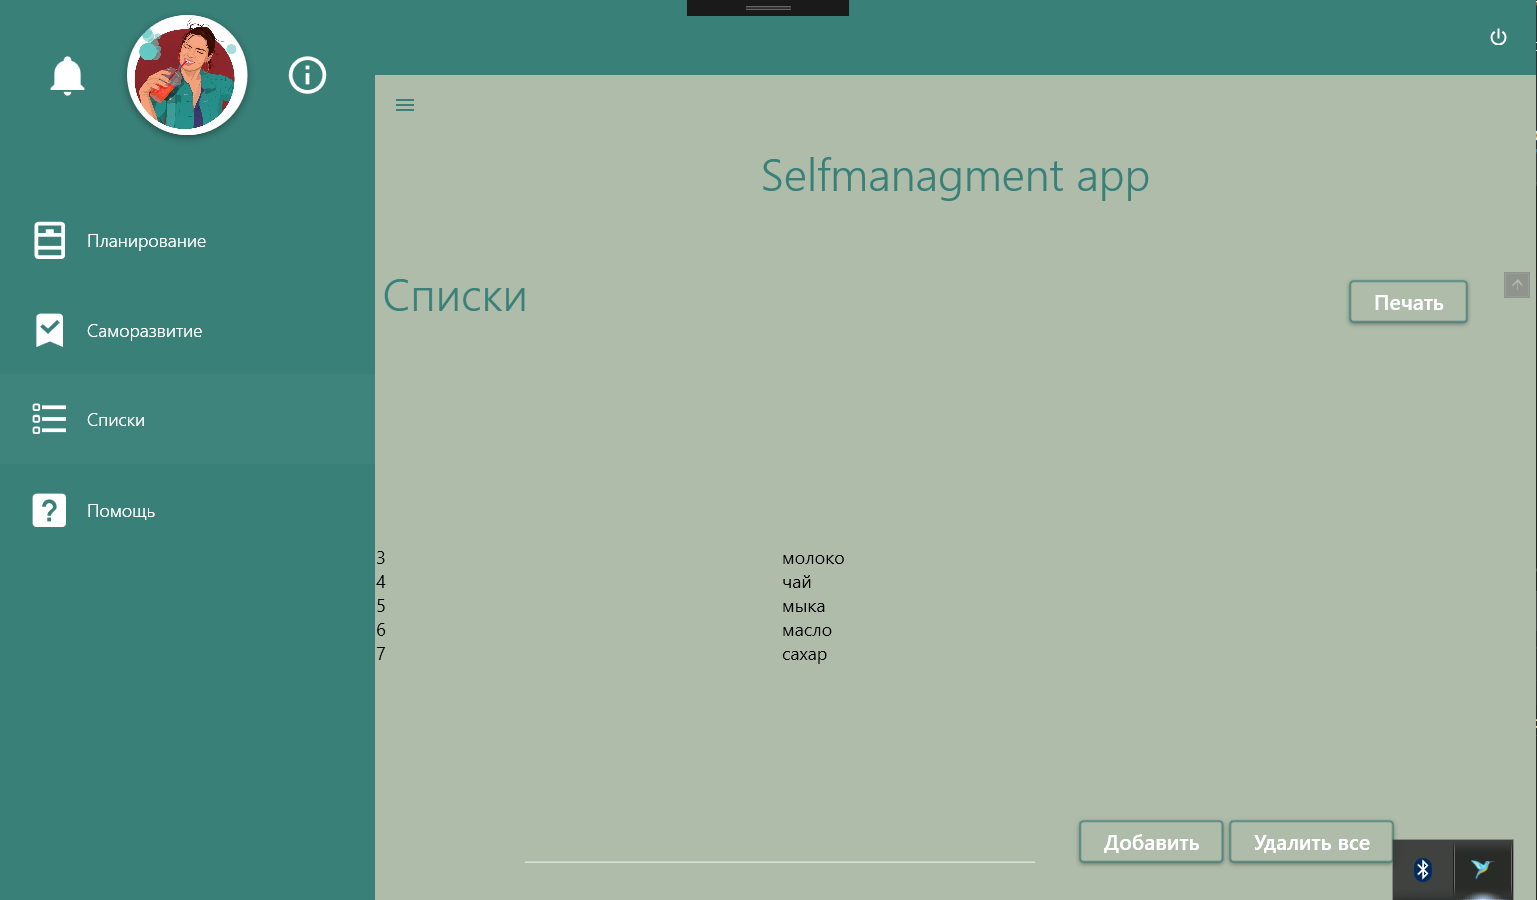 Selfmanagment app
Планирование
Саморазвитие
Списки
Помощь
Списки
Печать
3 молоко
4 чай
5 мыка
6 масло
7 сахар
Добавить
Удалить все